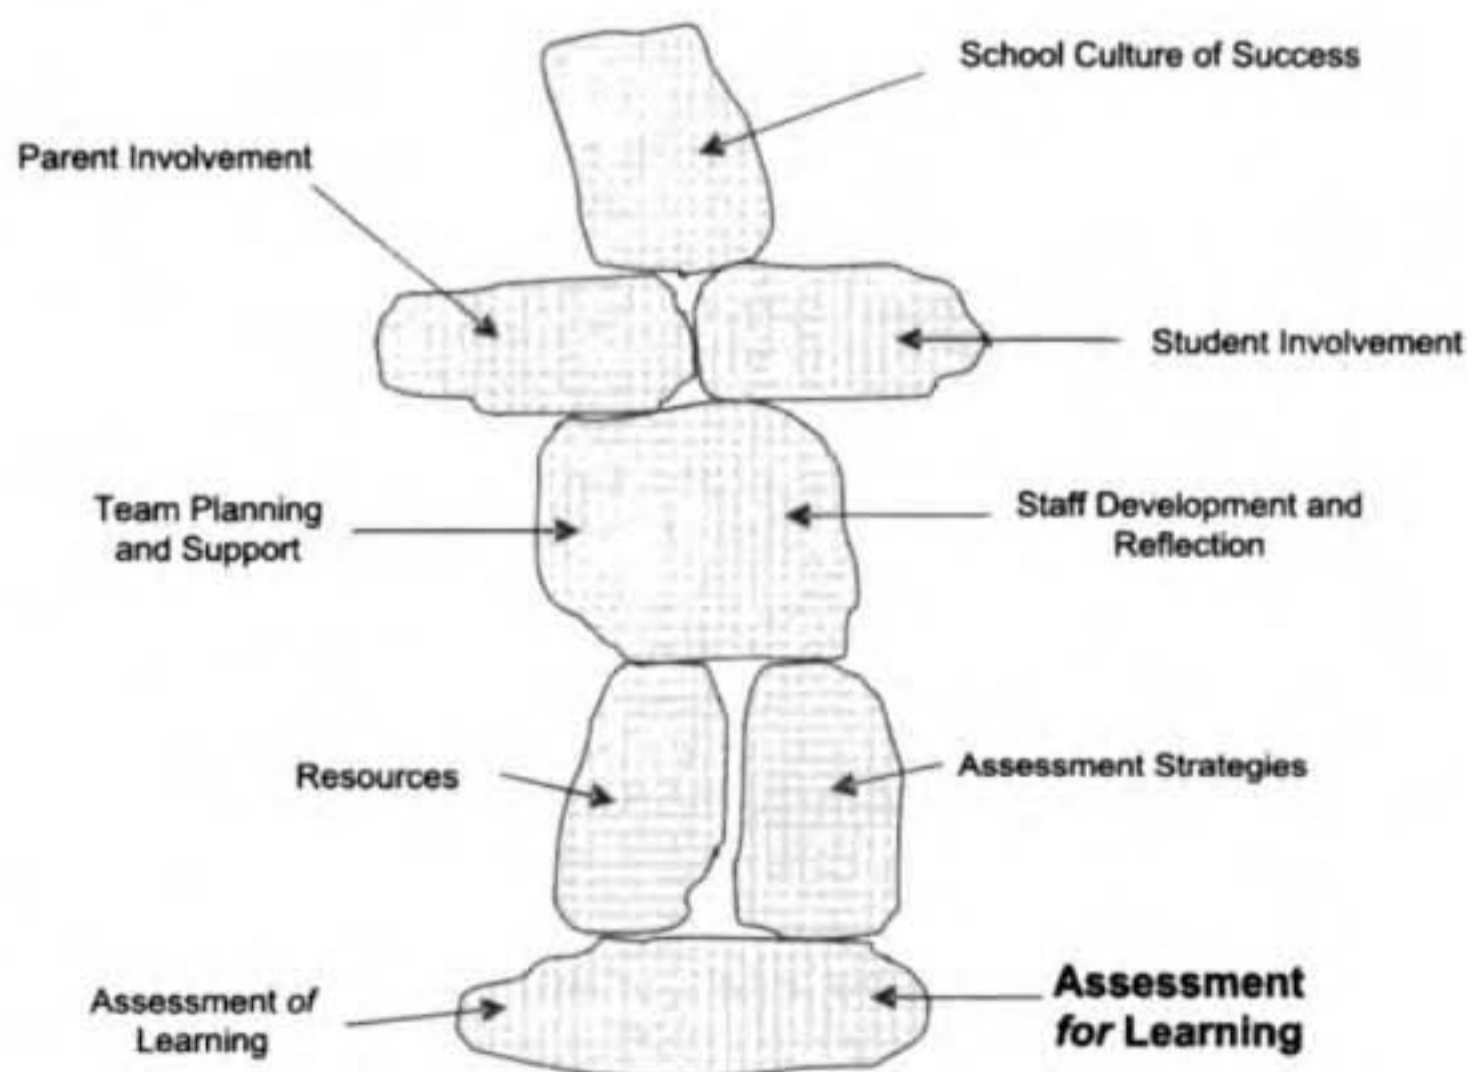 School Culture of Success
Parent Involvement
Student Involvement
Team Planning
and Support
Staff Development and
Reflection
Resources
Assessment Strategies
Assessment of
Learning
Assessment
for Learning